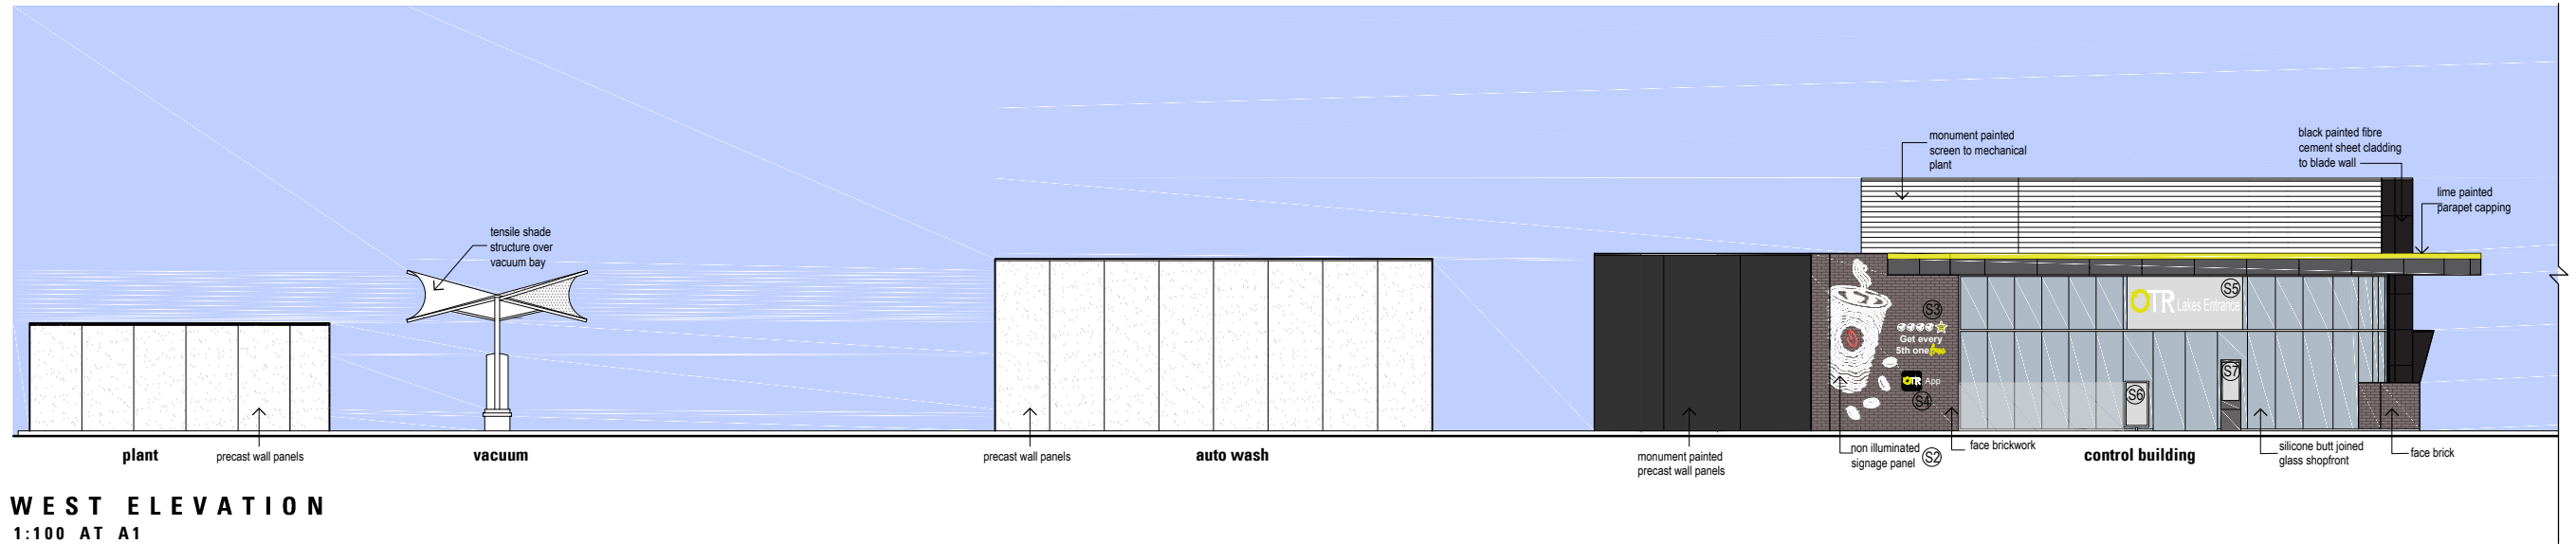 monument painted
screen to mechanical
plant
black painted fibre
cement sheet cladding
to blade wall
lime painted
parapet capping
tensile shade
structure over
vacuum bay
S3
Get every
5th one free
OTR App
S4
OTR Lakes Entrance
S5
S6
S7
plant
precast wall panels
vacuum
precast wall panels
auto wash
monument painted
precast wall panels
non illuminated
signage panel S2
face brickwork
control building
silicone butt joined
glass shopfront
face brick
WEST ELEVATION
1:100 AT A1